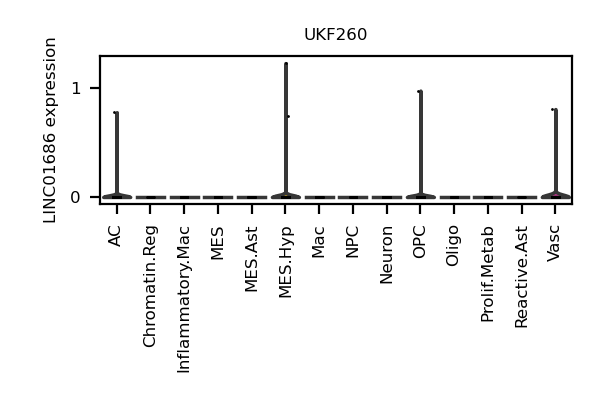 UKF260
LINC01686 expression
1
0
AC
Chromatin.Reg
Inflammatory.Mac
MES
MES.Ast
MES.Hyp
Mac
NPC
Neuron
OPC
Oligo
Prolif.Metab
Reactive.Ast
Vasc